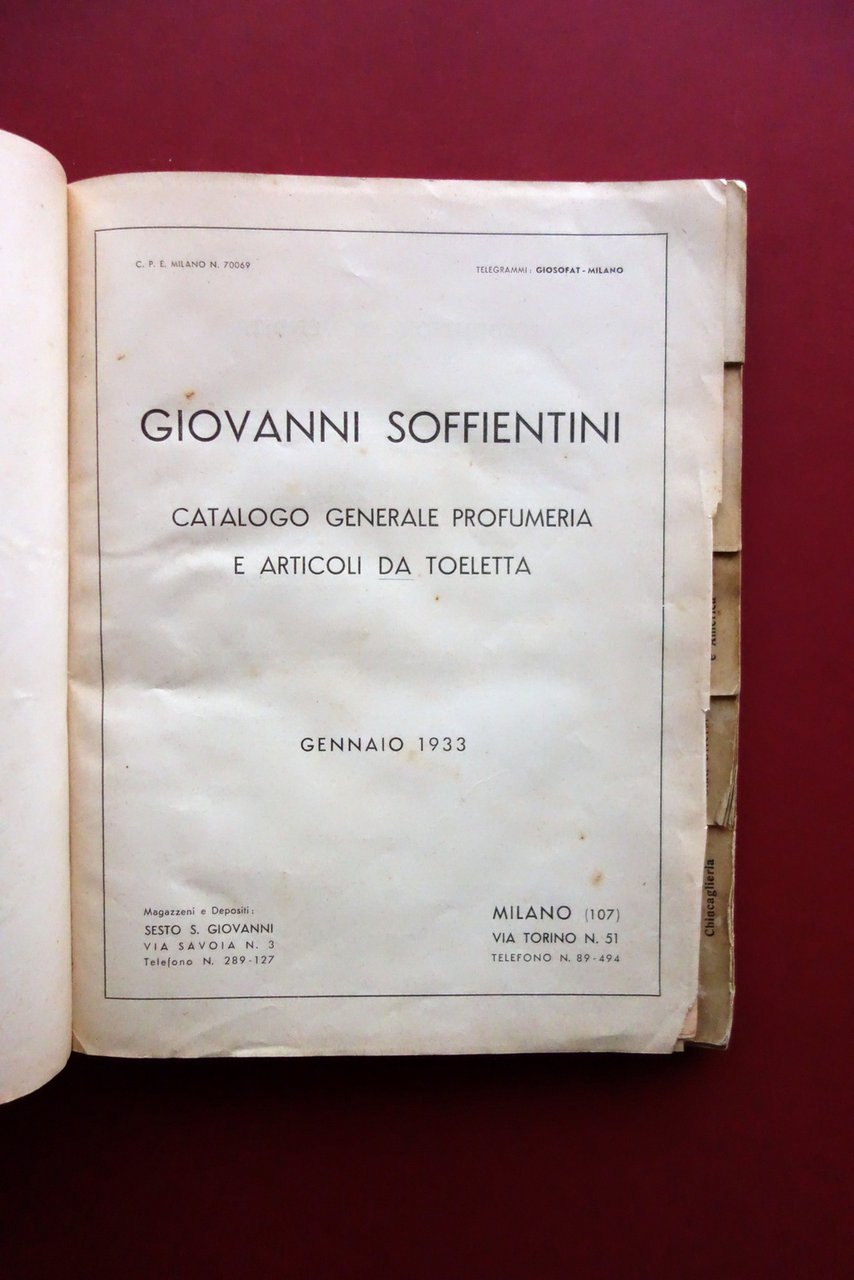 C. P. E. MILANO N. 70069
TELEGRAMMI: GIOSOFAT - MILANO
GIOVANNI SOFFIENTINI
CATALOGO GENERALE PROFUMERIA
E ARTICOLI DA TOELETTA
GENNAIO 1933
Magazzeni e Depositi:
SESTO S. GIOVANNI
VIA SAVOIA N. 3
Telefono N. 289-127
MILANO (107)
VIA TORINO N. 51
TELEFONO N. 89-494
e America
Chincaglieria